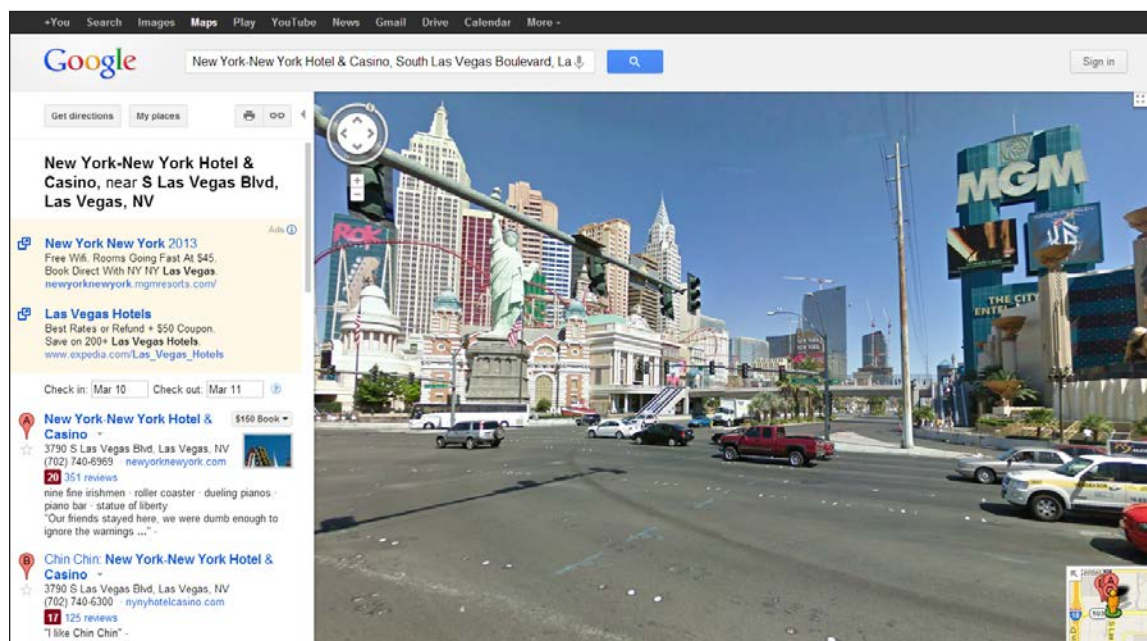 +You Search Images Maps Play YouTube News Gmail Drive Calendar More
Google
New York-New York Hotel & Casino, South Las Vegas Boulevard, La
Sign in
Get directions My places
New York-New York Hotel &
Casino, near S Las Vegas Blvd,
Las Vegas, NV
Ads
New York New York 2013
Free Wifi. Rooms Going Fast At $45.
Book Direct With NY NY Las Vegas.
newyorknewyork.mgmresorts.com/
Las Vegas Hotels
Best Rates or Refund + $50 Coupon.
Save on 200+ Las Vegas Hotels.
www.expedia.com/Las_Vegas_Hotels
Check in: Mar 10 Check out: Mar 11
A
New York-New York Hotel & $150 Book
Casino
3790 S Las Vegas Blvd, Las Vegas, NV
(702) 740-6969 · newyorknewyork.com
20 351 reviews
nine fine irishmen · roller coaster · dueling pianos ·
piano bar · statue of liberty
"Our friends stayed here, we were dumb enough to
ignore the warnings ..." -
B
Chin Chin: New York-New York Hotel &
Casino
3790 S Las Vegas Blvd, Las Vegas, NV
(702) 740-6300 · nynyhotelcasino.com
17 125 reviews
"I like Chin Chin" -
MGM
THE CITY
ENTE